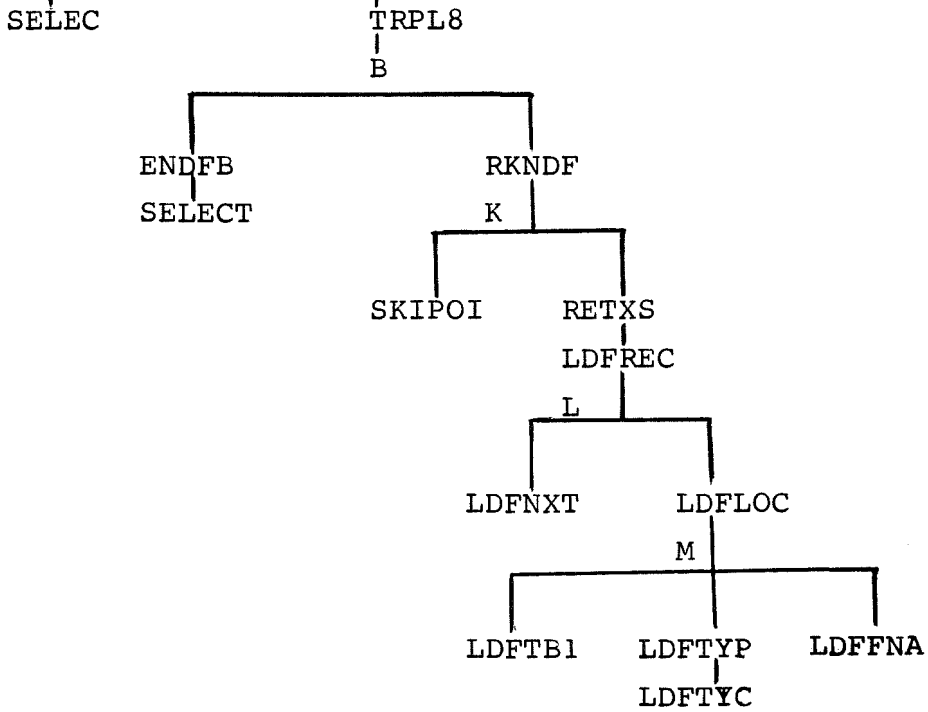 SELEC TRPL8
B
ENDFB RKNDF
SELECT K
SKIPOI RETXS
LDFREC
L
LDFNXT LDFLOC
M
LDFTB1 LDFTYP LDFFNA
LDFTYC